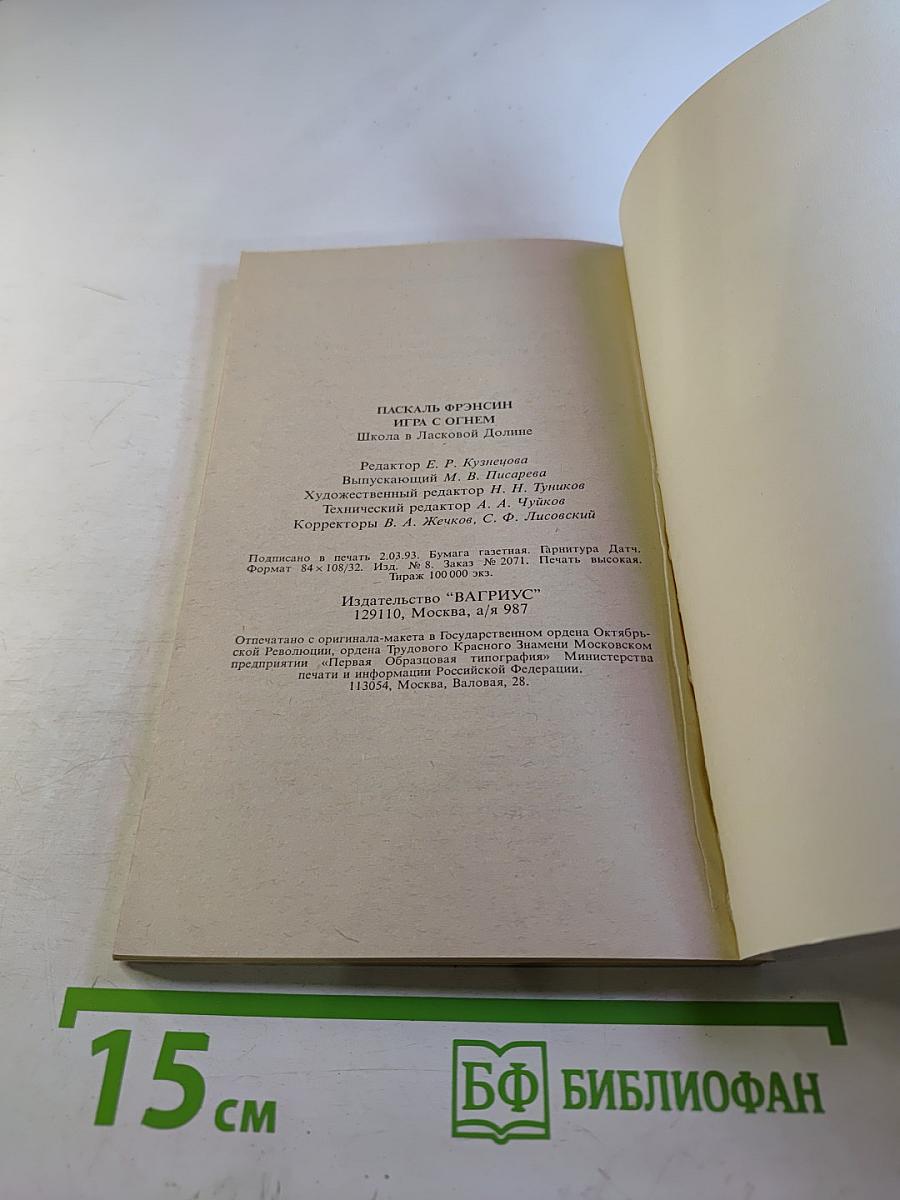 ПАСКАЛЬ ФРЭНСИН
ИГРА С ОГНЕМ
Школа в Ласковой Долине
Редактор Е. Р. Кузнецова
Выпускающий М. В. Писарева
Художественный редактор Н. Н. Туников
Технический редактор А. А. Чуйков
Корректоры В. А. Жечков, С. Ф. Лисовский
Подписано в печать 2.03.93. Бумага газетная. Гарнитура Датч.
Формат 84×108/32. Изд. № 8. Заказ № 2071. Печать высокая.
Тираж 100 000 экз.
Издательство "ВАГРИУС"
129110, Москва, а/я 987
Отпечатано с оригинала-макета в Государственном ордена Октябрь-
ской Революции, ордена Трудового Красного Знамени Московском
предприятии «Первая Образцовая типография» Министерства
печати и информации Российской Федерации.
113054, Москва, Валовая, 28.
15 см
БФ БИБЛИОФАН